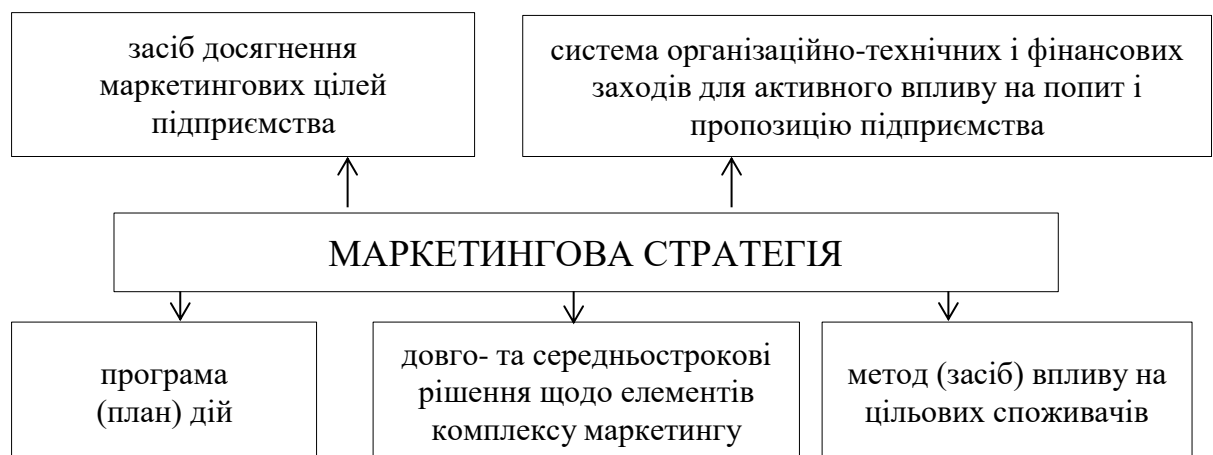 засіб досягнення
маркетингових цілей
підприємства
система організаційно-технічних і фінансових
заходів для активного впливу на попит і
пропозицію підприємства
МАРКЕТИНГОВА СТРАТЕГІЯ
програма
(план) дій
довго- та середньострокові
рішення щодо елементів
комплексу маркетингу
метод (засіб) впливу на
цільових споживачів